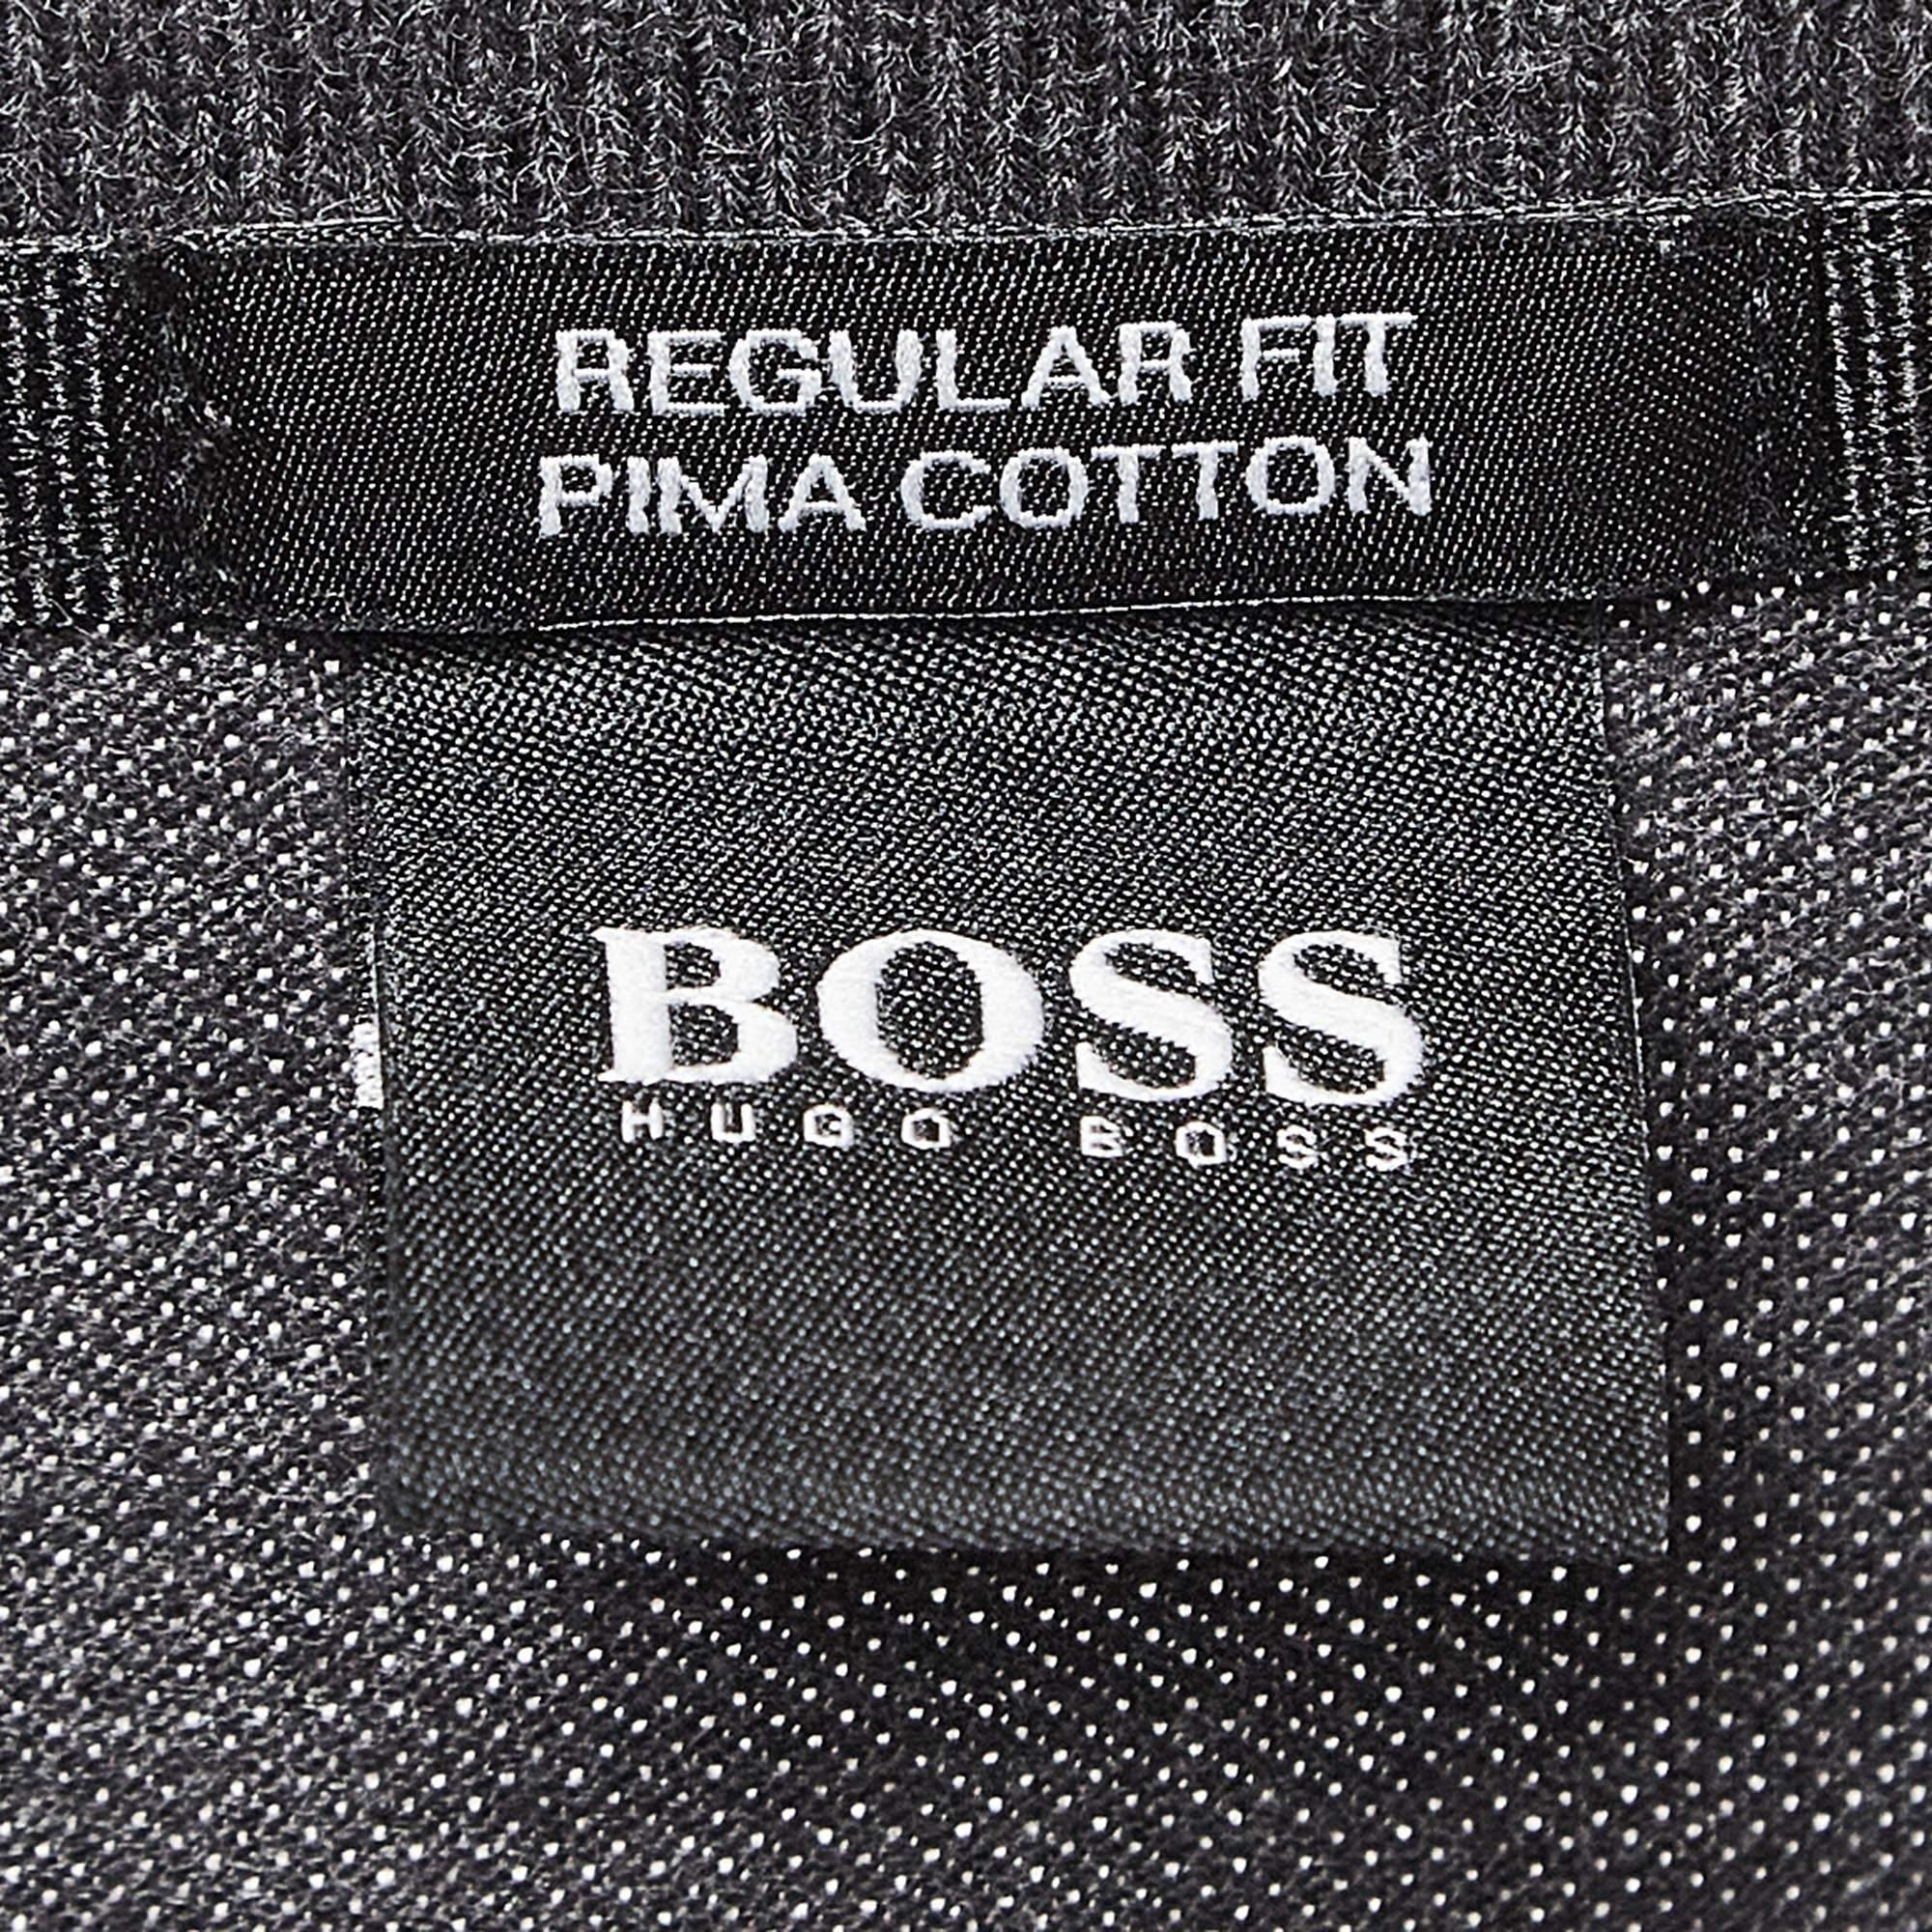 REGULAR FIT
PIMA COTTON
BOSS
HUGO BOSS